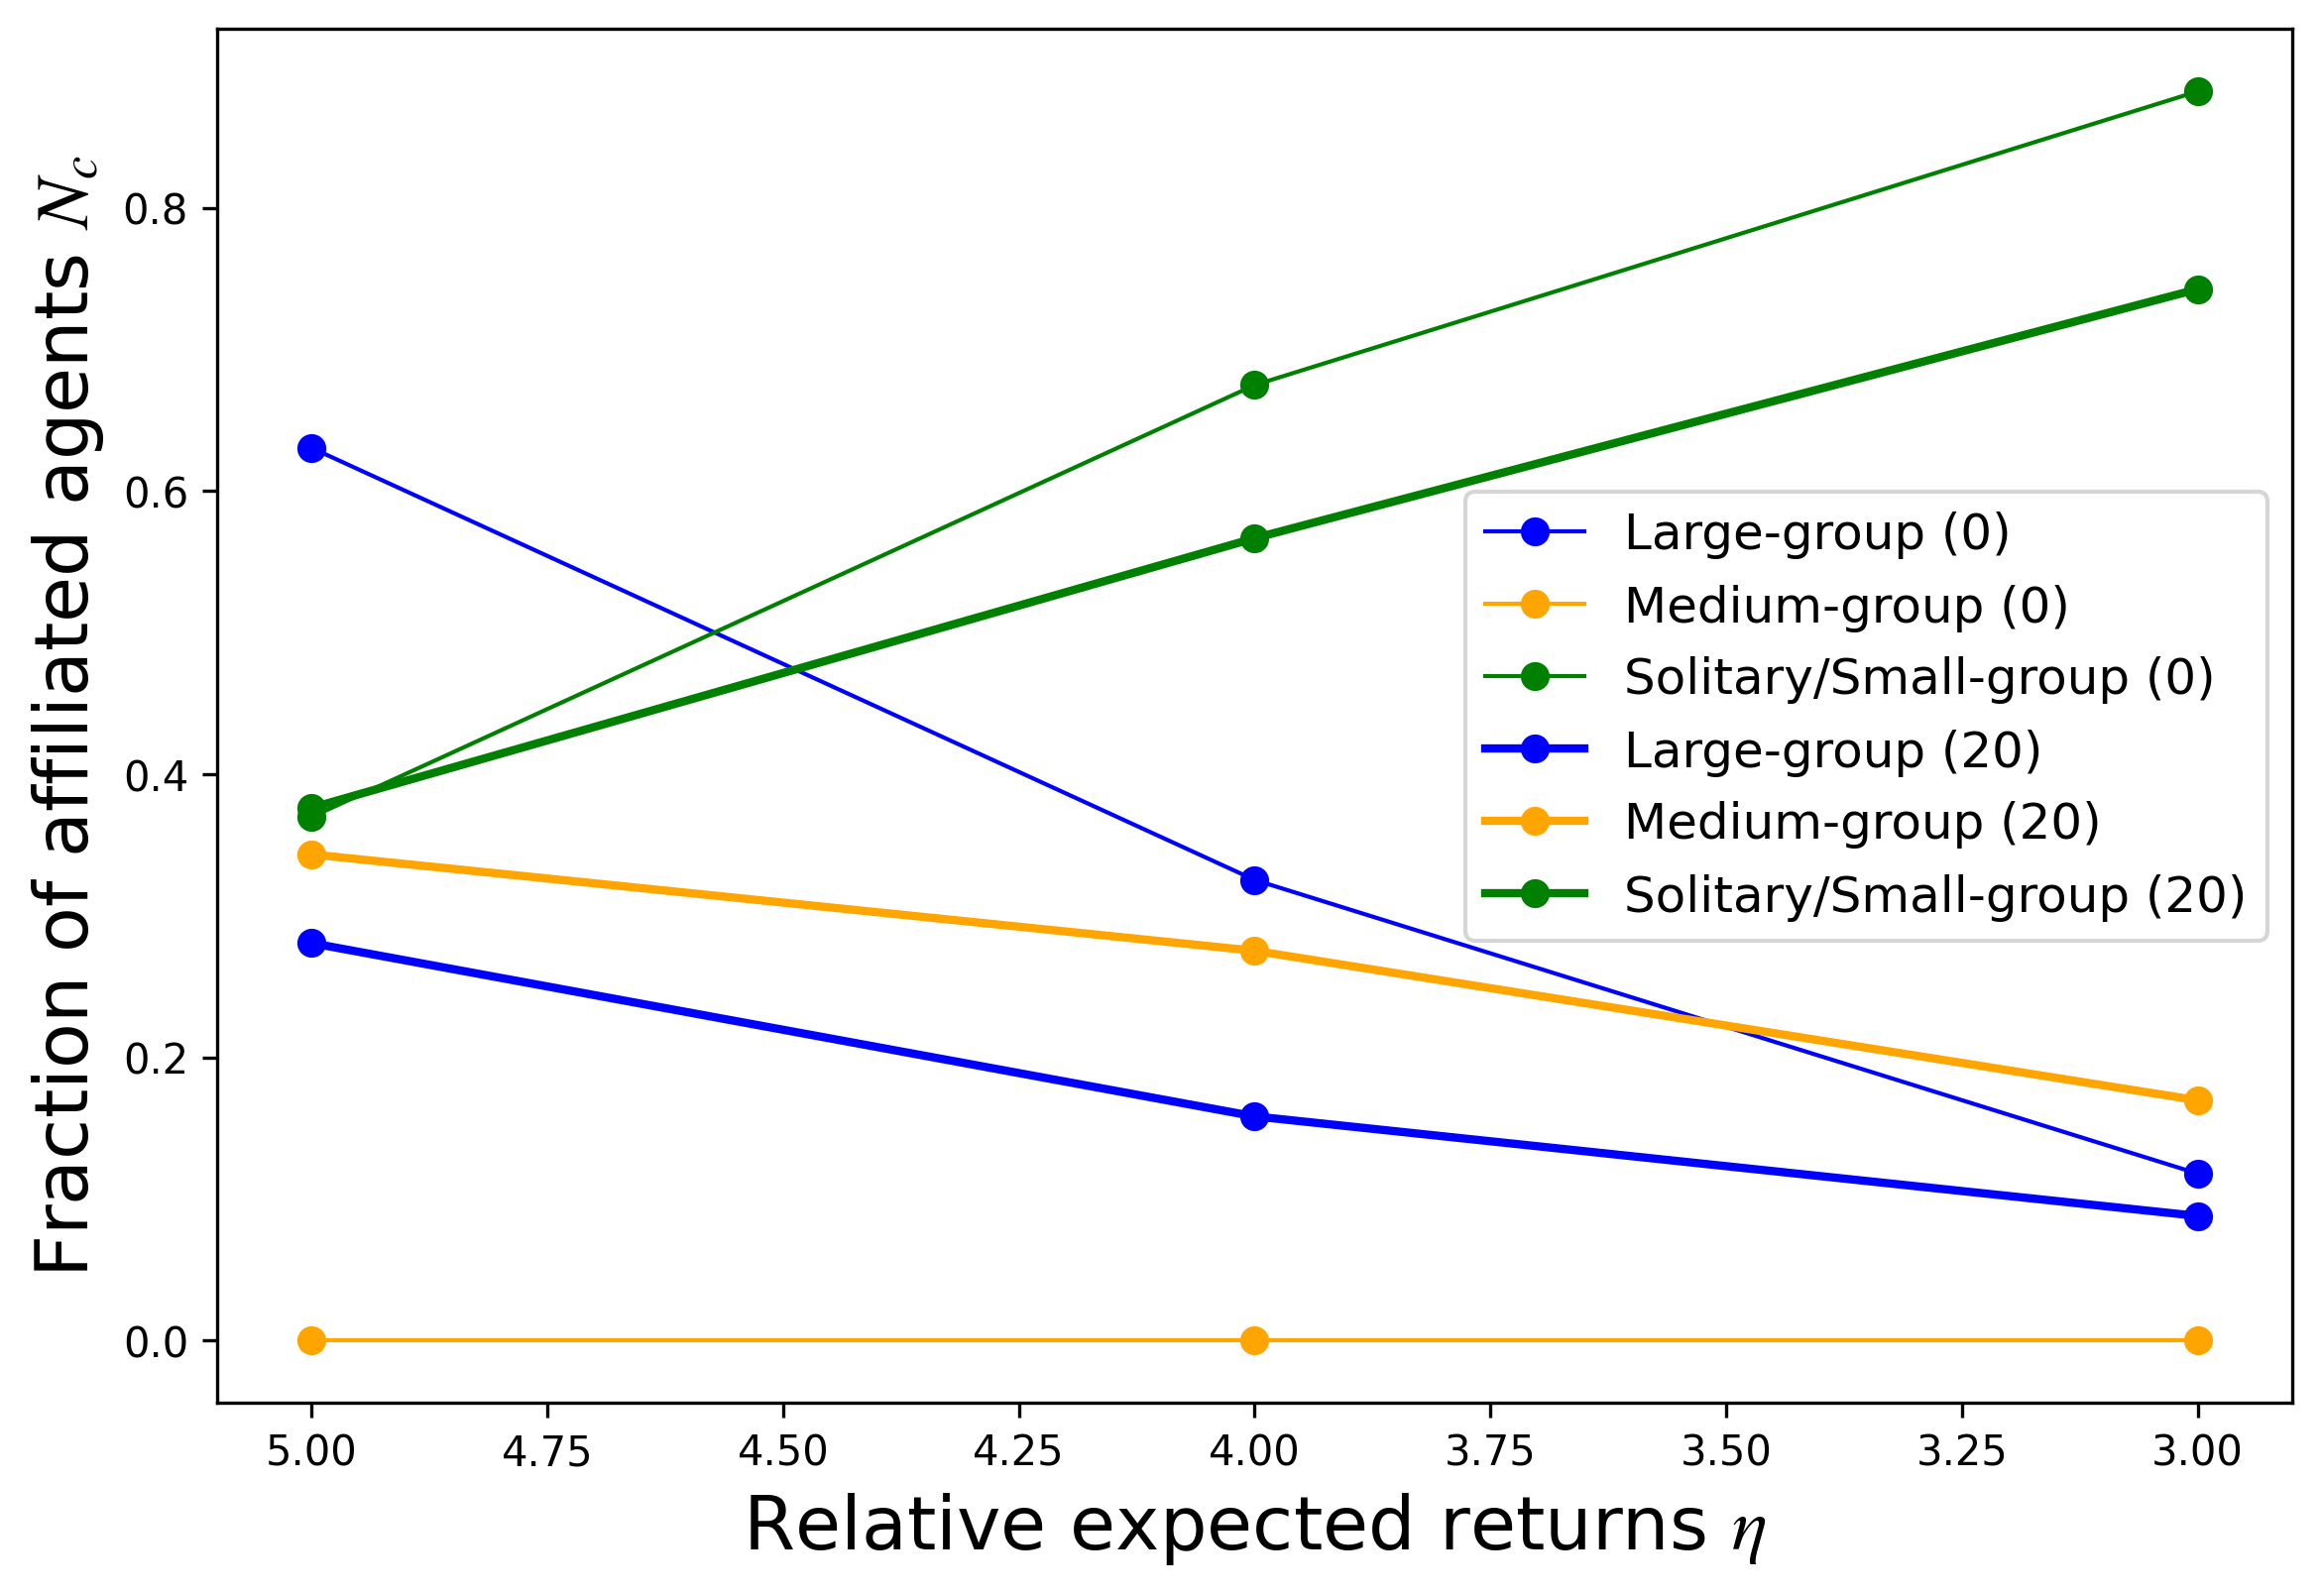 Fraction of affiliated agents N_c
0.8
0.6
0.4
0.2
0.0
Large-group (0)
Medium-group (0)
Solitary/Small-group (0)
Large-group (20)
Medium-group (20)
Solitary/Small-group (20)
5.00 4.75 4.50 4.25 4.00 3.75 3.50 3.25 3.00
Relative expected returns η